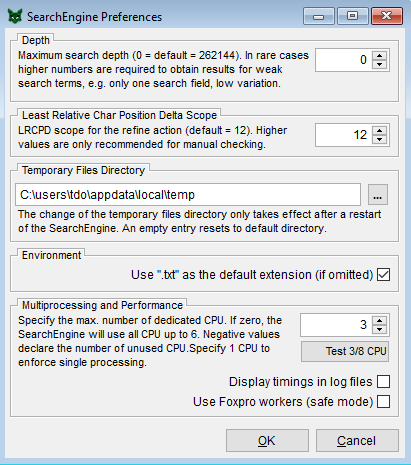 SearchEngine Preferences
Depth
Maximum search depth (0 = default = 262144). In rare cases
higher numbers are required to obtain results for weak
search terms, e.g. only one search field, low variation.
0
Least Relative Char Position Delta Scope
LRCPD scope for the refine action (default = 12). Higher
values are only recommended for manual checking.
12
Temporary Files Directory
C:\users\tdo\appdata\local\temp
...
The change of the temporary files directory only takes effect after a restart
of the SearchEngine. An empty entry resets to default directory.
Environment
Use ".txt" as the default extension (if omitted)
Multiprocessing and Performance
Specify the max. number of dedicated CPU. If zero, the
SearchEngine will use all CPU up to 6. Negative values
declare the number of unused CPU.Specify 1 CPU to
enforce single processing.
3
Test 3/8 CPU
Display timings in log files
Use Foxpro workers (safe mode)
OK
Cancel